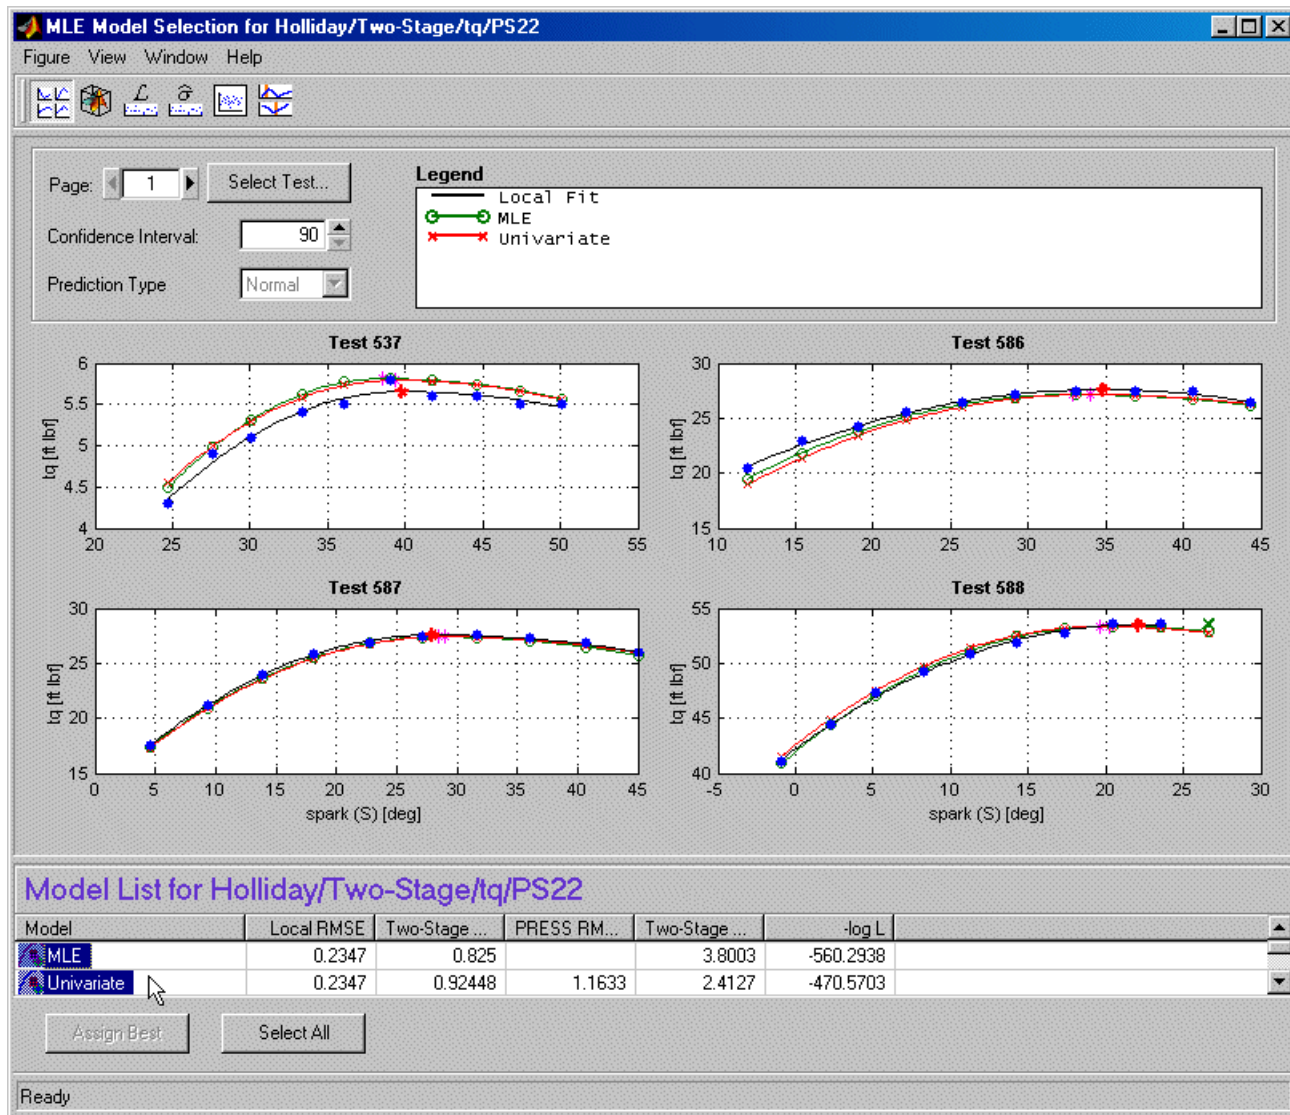 MLE Model Selection for Holliday/Two-Stage/tq/PS22
Figure View Window Help
Page: 1 Select Test...
Confidence Interval: 90
Prediction Type Normal
Legend
Local Fit
MLE
Univariate
Test 537
6
5.5
5
4.5
4
tq [ft lbf]
20 25 30 35 40 45 50 55
Test 586
30
25
20
15
tq [ft lbf]
10 15 20 25 30 35 40 45
Test 587
30
25
20
15
tq [ft lbf]
0 5 10 15 20 25 30 35 40 45
spark (S) [deg]
Test 588
55
50
45
40
tq [ft lbf]
-5 0 5 10 15 20 25 30
spark (S) [deg]
Model List for Holliday/Two-Stage/tq/PS22
Model Local RMSE Two-Stage ... PRESS RM... Two-Stage ... -log L
MLE 0.2347 0.825 3.8003 -560.2938
Univariate 0.2347 0.92448 1.1633 2.4127 -470.5703
Assign Best Select All
Ready